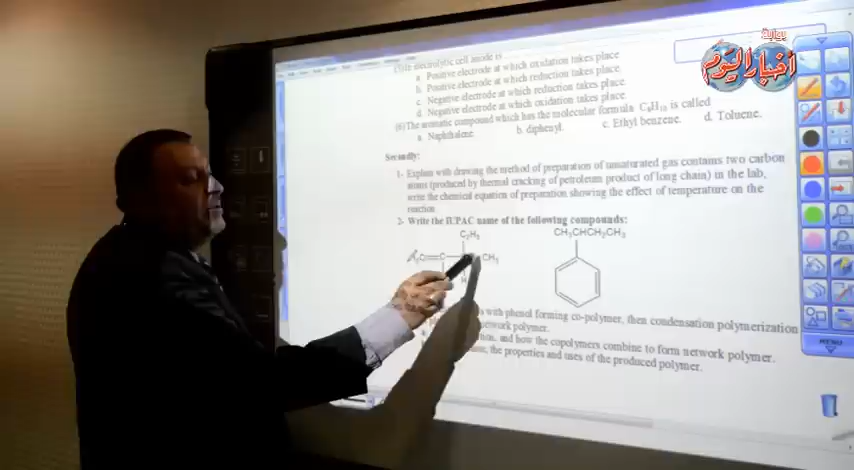 بوابة
أخبار اليوم
electrolytic cell anode is
a. Positive electrode at which oxidation takes place
b. Positive electrode at which reduction takes place.
c. Negative electrode at which reduction takes place.
d. Negative electrode at which oxidation takes place.
(6) The aromatic compound which has the molecular formula C8H10 is called
a. Naphthalene. b. diphenyl. c. Ethyl benzene. d. Toluene.
Secondly:
1- Explain with drawing the method of preparation of unsaturated gas contains two carbon
atoms (produced by thermal cracking of petroleum product of long chain) in the lab,
write the chemical equation of preparation showing the effect of temperature on the
reaction.
2- Write the IUPAC name of the following compounds:
C2H5 CH3CHCH2CH3
C=C CH3
H
with phenol forming co-polymer, then condensation polymerization
network polymer.
and how the copolymers combine to form network polymer.
the properties and uses of the produced polymer.
MENU